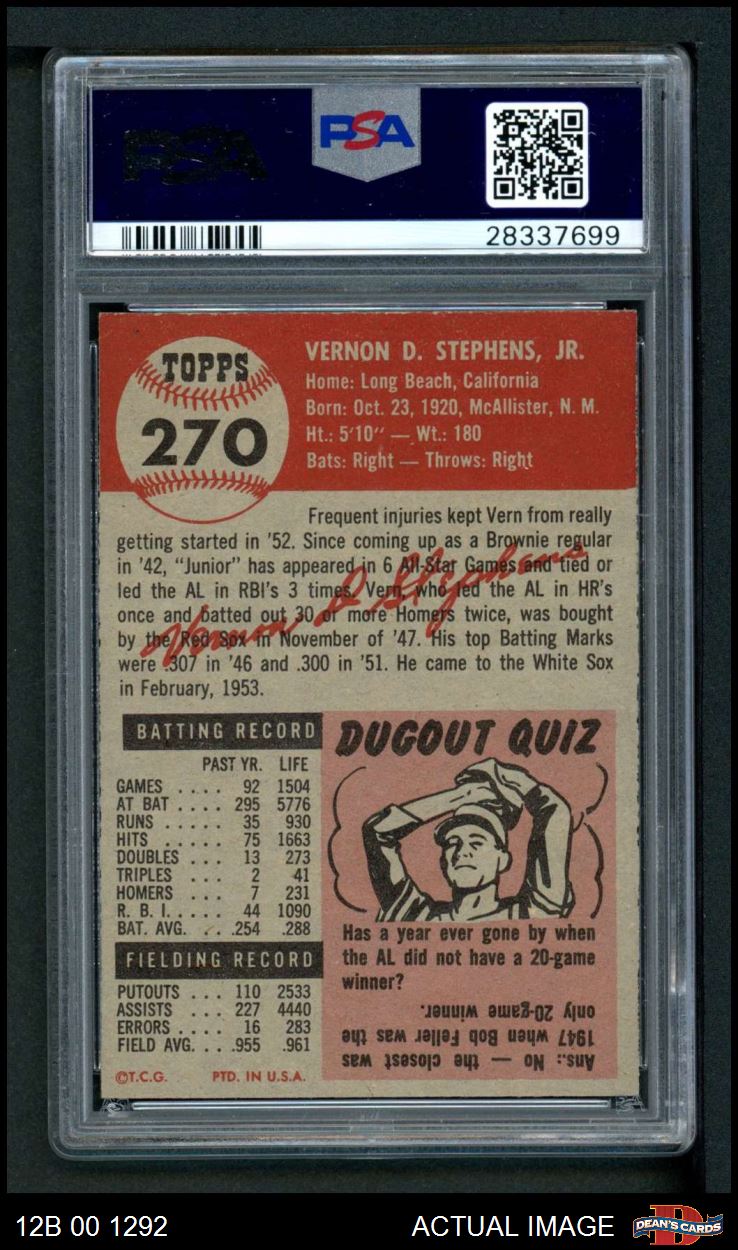 PSA
PSA
28337699
TOPPS
270
VERNON D. STEPHENS, JR.
Home: Long Beach, California
Born: Oct. 23, 1920, McAllister, N. M.
Ht.: 5'10" — Wt.: 180
Bats: Right — Throws: Right
Frequent injuries kept Vern from really
getting started in '52. Since coming up as a Brownie regular
in '42, "Junior" has appeared in 6 All-Star Games and tied or
led the AL in RBI's 3 times. Vern, who led the AL in HR's
once and batted out 30 or more Homers twice, was bought
by the Red Sox in November of '47. His top Batting Marks
were .307 in '46 and .300 in '51. He came to the White Sox
in February, 1953.
Vernon D Stephens
BATTING RECORD
PAST YR. LIFE
GAMES .... 92 1504
AT BAT .... 295 5776
RUNS ..... 35 930
HITS ..... 75 1663
DOUBLES ... 13 273
TRIPLES ... 2 41
HOMERS ... 7 231
R. B. I. .... 44 1090
BAT. AVG. .. .254 .288
FIELDING RECORD
PUTOUTS ... 110 2533
ASSISTS ... 227 4440
ERRORS ... 16 283
FIELD AVG. .. .955 .961
©T.C.G. PTD. IN U.S.A.
DUGOUT QUIZ
Has a year ever gone by when
the AL did not have a 20-game
winner?
Ans.: No — the closest was
1947 when Bob Feller was the
only 20-game winner.
12B 00 1292
ACTUAL IMAGE
D
DEAN'S CARDS